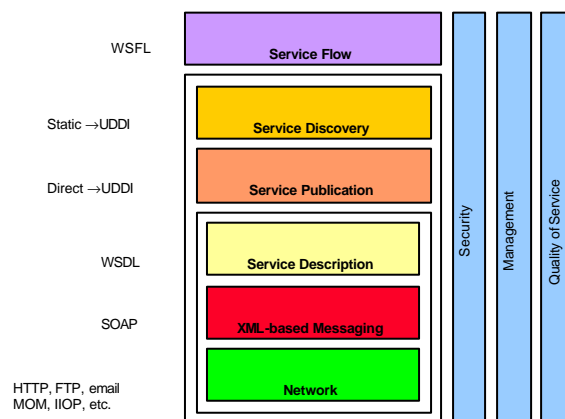 WSFL
Service Flow
Static →UDDI
Service Discovery
Direct →UDDI
Service Publication
WSDL
Service Description
SOAP
XML-based Messaging
HTTP, FTP, email
MOM, IIOP, etc.
Network
Security
Management
Quality of Service